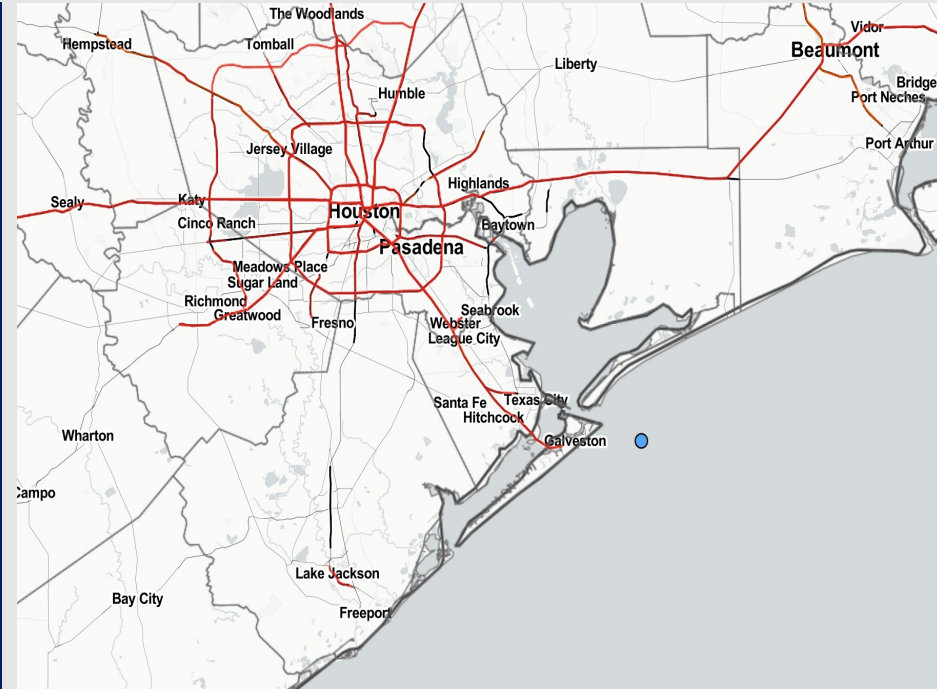 The Woodlands
Vidor
Hempstead
Tomball
Beaumont
Liberty
Bridge
Humble
Port Neches
Port Arthur
Jersey Village
Highlands
Katy
Sealy
Houston
Cinco Ranch
Baytown
Pasadena
Meadows Place
Sugar Land
Richmond
Greatwood
Seabrook
Fresno
Webster
League City
Santa Fe
Texas City
Hitchcock
Wharton
Galveston
Campo
Lake Jackson
Bay City
Freeport